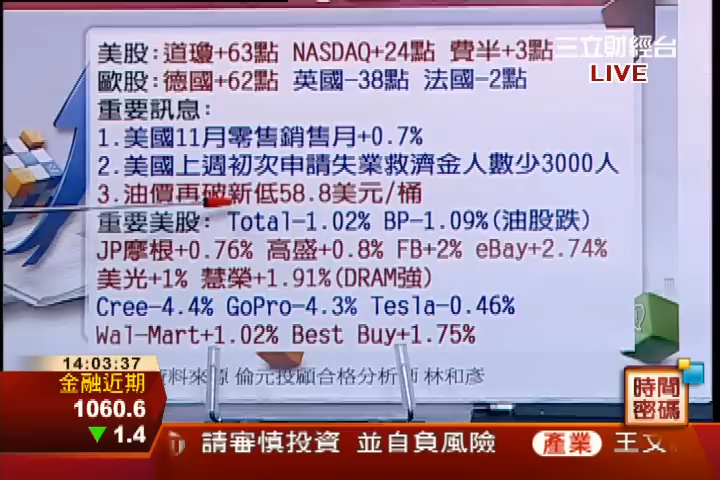 美股:道瓊+63點 NASDAQ+24點 費半+3點
三立財經台
LIVE
歐股:德國+62點 英國-38點 法國-2點
重要訊息:
1.美國11月零售銷售月+0.7%
2.美國上週初次申請失業救濟金人數少3000人
3.油價再破新低58.8美元/桶
重要美股: Total-1.02% BP-1.09%(油股跌)
JP摩根+0.76% 高盛+0.8% FB+2% eBay+2.74%
美光+1% 慧榮+1.91%(DRAM強)
Cree-4.4% GoPro-4.3% Tesla-0.46%
Wal-Mart+1.02% Best Buy+1.75%
資料來源 倫元投顧合格分析師 林和彥
14:03:37
金融近期
1060.6
▼1.4
時間密碼
請審慎投資 並自負風險 產業 王文